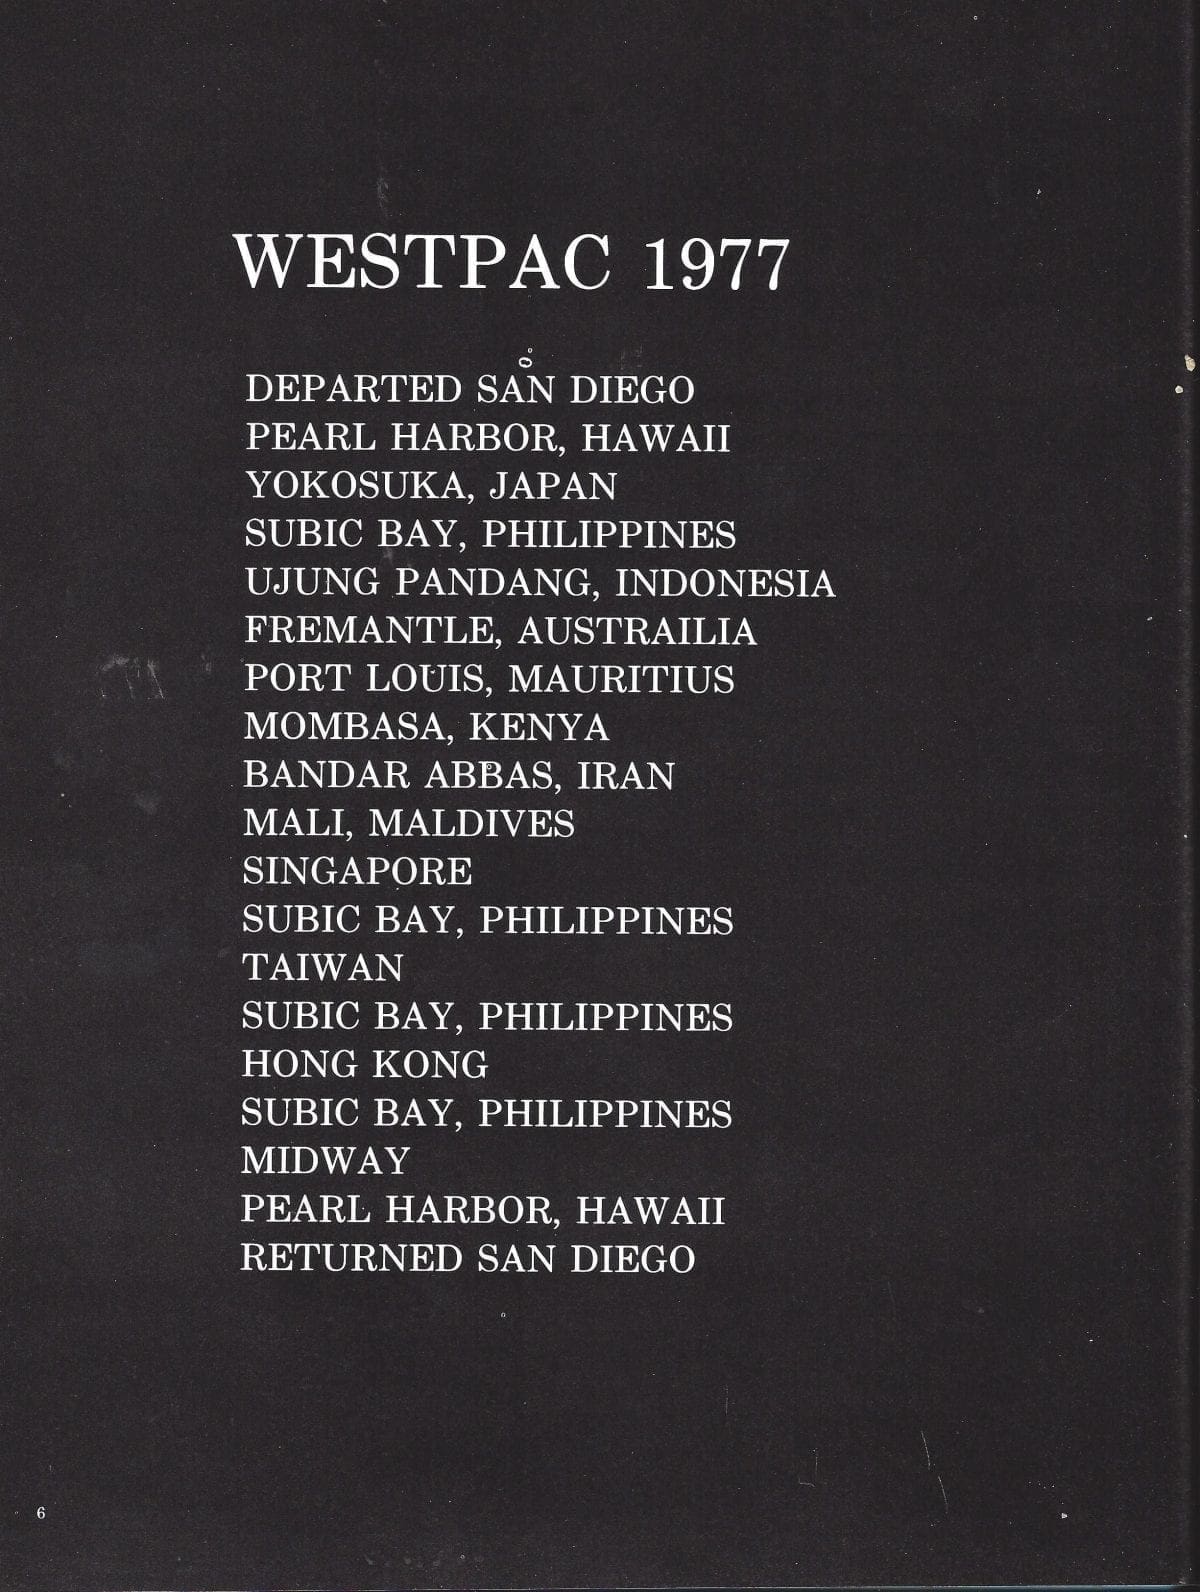 WESTPAC 1977
DEPARTED SAN DIEGO
PEARL HARBOR, HAWAII
YOKOSUKA, JAPAN
SUBIC BAY, PHILIPPINES
UJUNG PANDANG, INDONESIA
FREMANTLE, AUSTRAILIA
PORT LOUIS, MAURITIUS
MOMBASA, KENYA
BANDAR ABBAS, IRAN
MALI, MALDIVES
SINGAPORE
SUBIC BAY, PHILIPPINES
TAIWAN
SUBIC BAY, PHILIPPINES
HONG KONG
SUBIC BAY, PHILIPPINES
MIDWAY
PEARL HARBOR, HAWAII
RETURNED SAN DIEGO
6